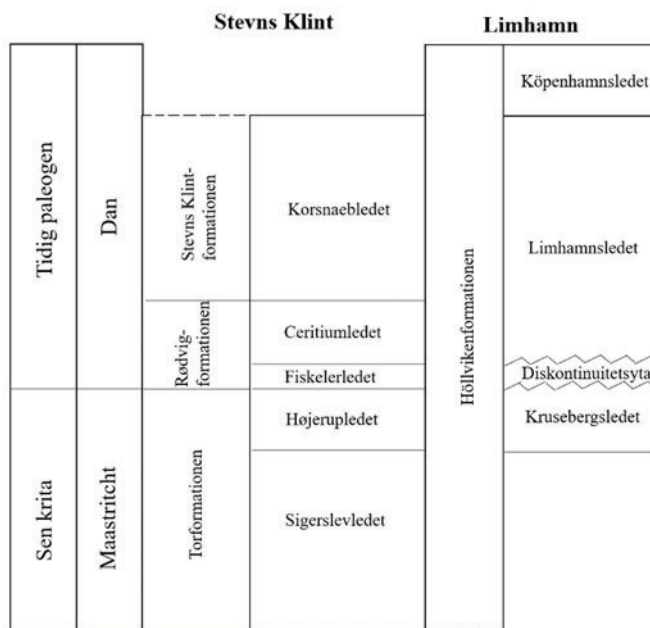 Stevns Klint
Limhamn
Tidig paleogen
Dan
Stevns Klint-
formationen
Korsnaebledet
Höllvikenformationen
Köpenhamnsledet
Limhamnsledet
Rødvig-
formationen
Ceritiumledet
Fiskelerledet
Diskontinuitetsyta
Sen krita
Maastritcht
Torformationen
Højerupledet
Sigerslevledet
Krusebergsledet